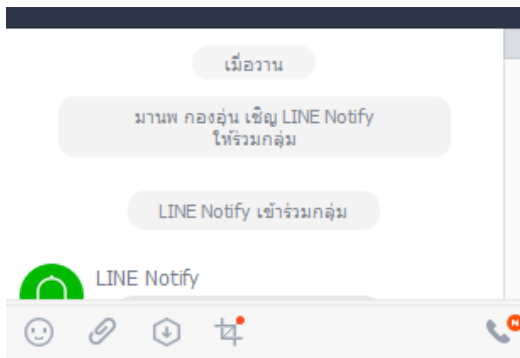 เมื่อวาน
มานพ กองอุ่น เชิญ LINE Notify
ให้ร่วมกลุ่ม
LINE Notify เข้าร่วมกลุ่ม
LINE Notify
N